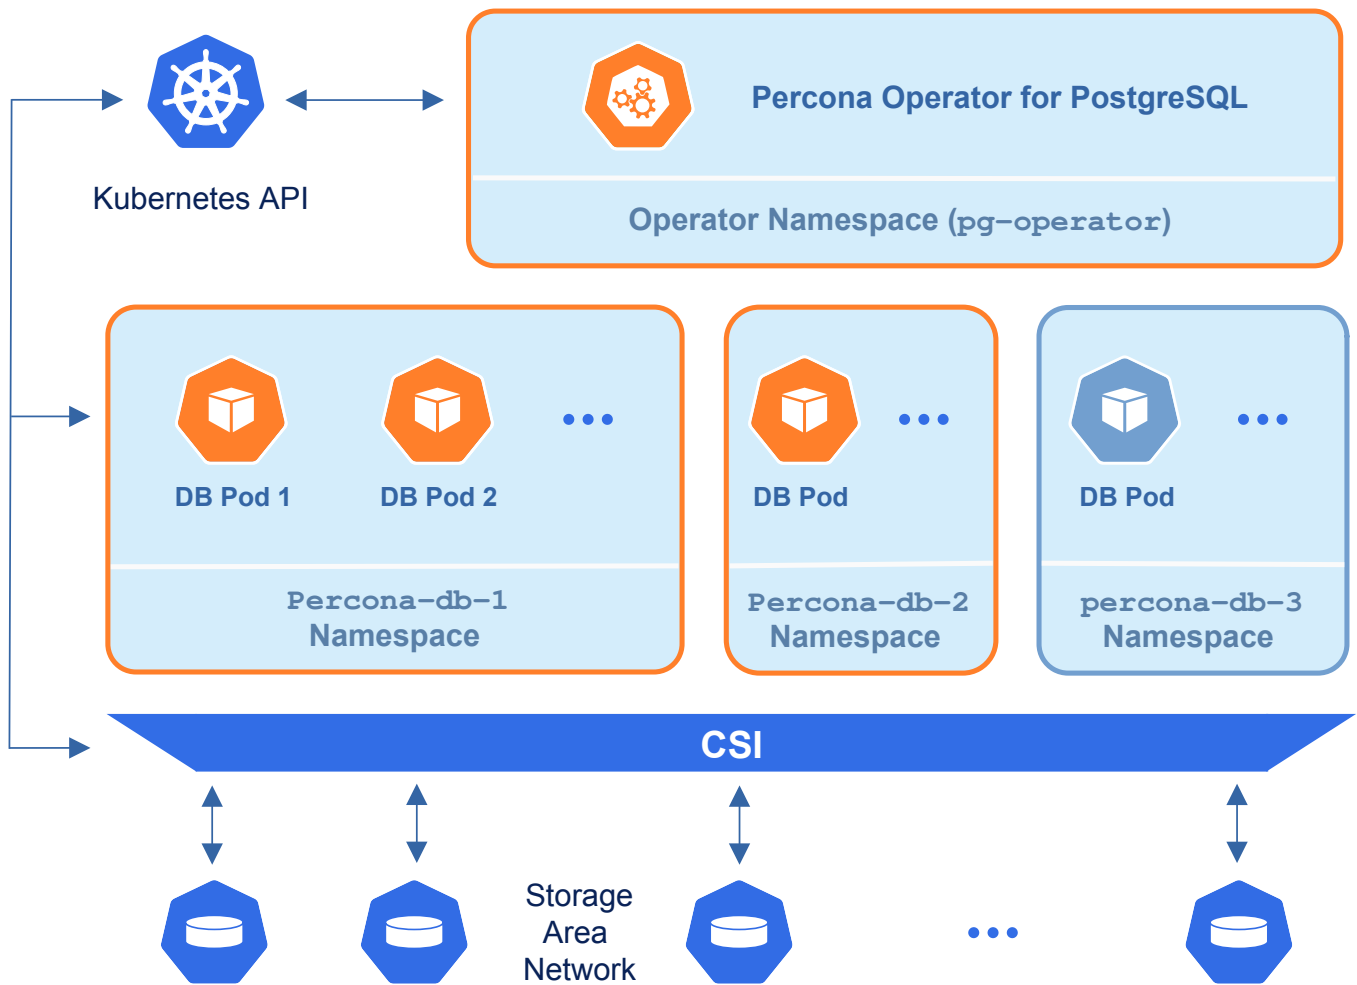 Percona Operator for PostgreSQL
Kubernetes API
Operator Namespace (pg-operator)
DB Pod 1
DB Pod 2
DB Pod
DB Pod
Percona-db-1
Namespace
Percona-db-2
Namespace
percona-db-3
Namespace
CSI
Storage
Area
Network